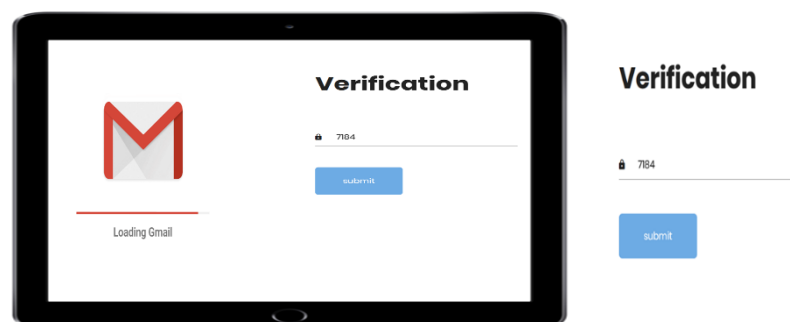 Verification
7184
submit
Loading Gmail
Verification
7184
submit